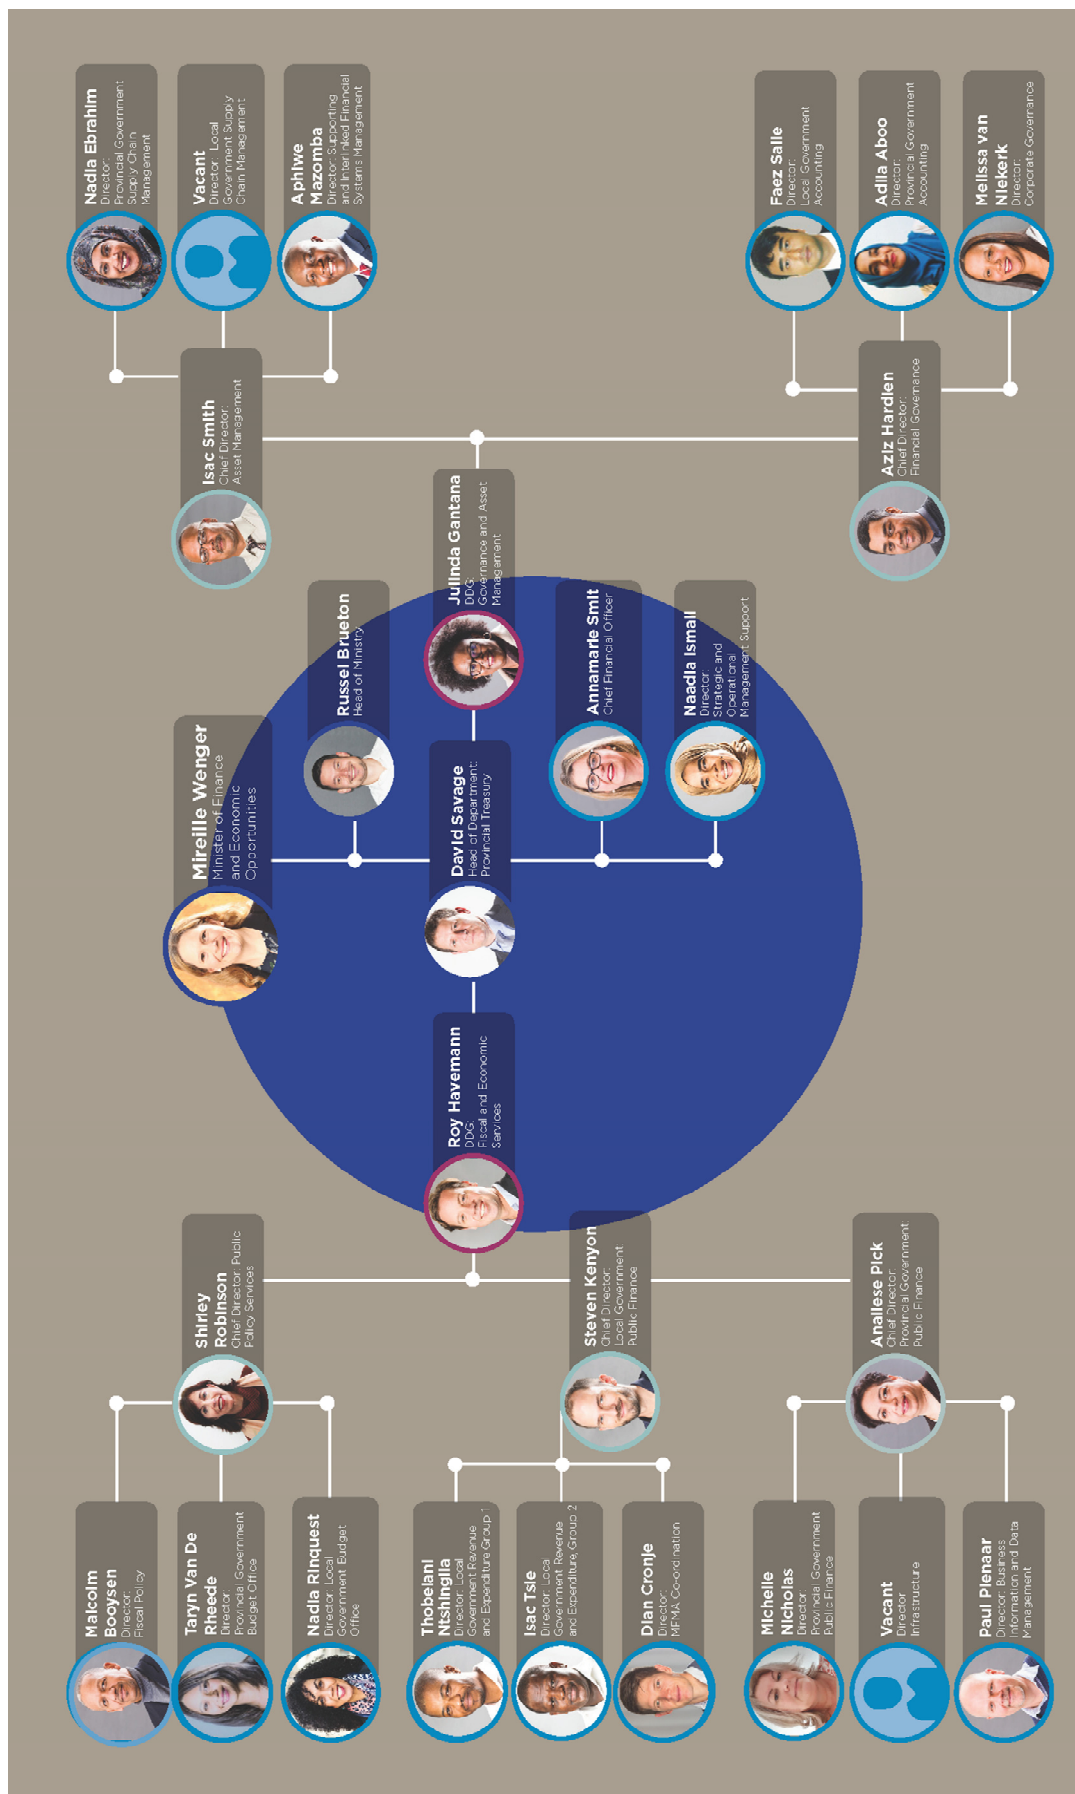 Mireille Wenger
Minister of Finance
and Economic
Opportunities
Russel Brueton
Head of Ministry
David Savage
Head of Department:
Provincial Treasury
Annamarie Smit
Chief Financial Officer
Naadia Ismail
Director:
Strategic and
Operational
Management Support
Roy Havemann
DDG:
Fiscal and Economic
Services
Julinda Gantana
DDG:
Governance and Asset
Management
Shirley
Robinson
Chief Director: Public
Policy Services
Malcolm
Booysen
Director:
Fiscal Policy
Taryn Van De
Rheede
Director:
Provincial Government
Budget Office
Nadia Rinquest
Director: Local
Government Budget
Office
Steven Kenyon
Chief Director:
Local Government
Public Finance
Thobelani
Ntshingila
Director: Local
Government Revenue
and Expenditure Group 1
Isac Tsie
Director: Local
Government Revenue
and Expenditure, Group 2
Dian Cronje
Director:
MFMA Co-ordination
Analiese Pick
Chief Director:
Provincial Government
Public Finance
Michelle
Nicholas
Director:
Provincial Government
Public Finance
Vacant
Director
Infrastructure
Paul Pienaar
Director: Business
Information and Data
Management
Isac Smith
Chief Director:
Asset Management
Nadia Ebrahim
Director:
Provincial Government
Supply Chain
Management
Vacant
Director: Local
Government Supply
Chain Management
Aphiwe
Mazomba
Director: Supporting
and Interlinked Financial
Systems Management
Aziz Hardien
Chief Director:
Financial Governance
Faez Salie
Director:
Local Government
Accounting
Adila Aboo
Director:
Provincial Government
Accounting
Melissa van
Niekerk
Director:
Corporate Governance